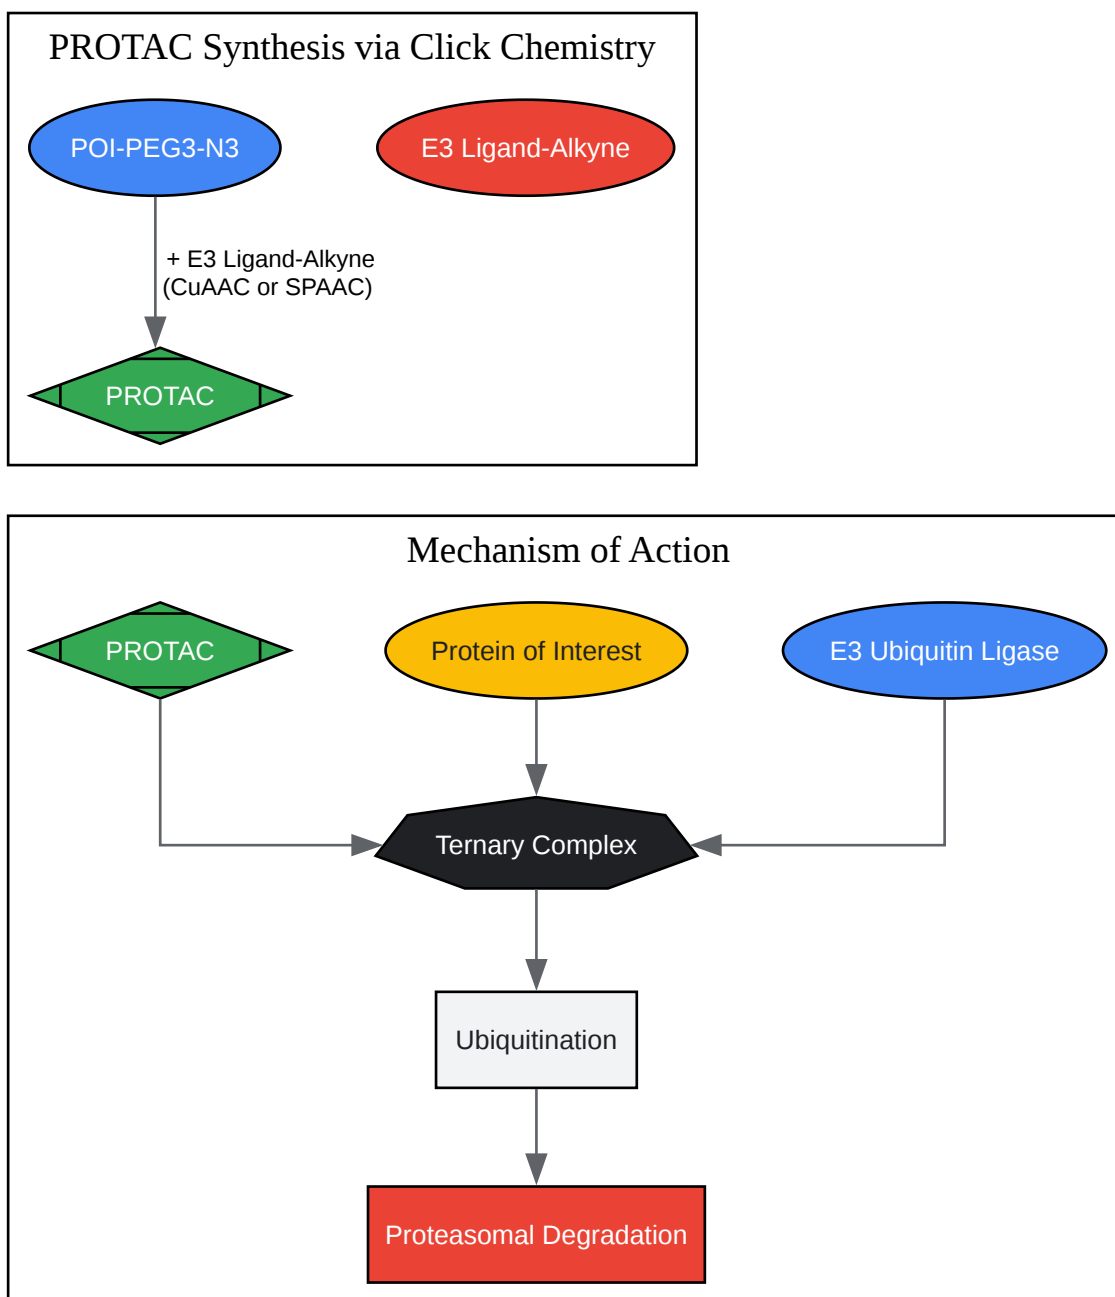 PROTAC Synthesis via Click Chemistry
POI-PEG3-N3
E3 Ligand-Alkyne
+ E3 Ligand-Alkyne
(CuAAC or SPAAC)
PROTAC
Mechanism of Action
PROTAC
Protein of Interest
E3 Ubiquitin Ligase
Ternary Complex
Ubiquitination
Proteasomal Degradation